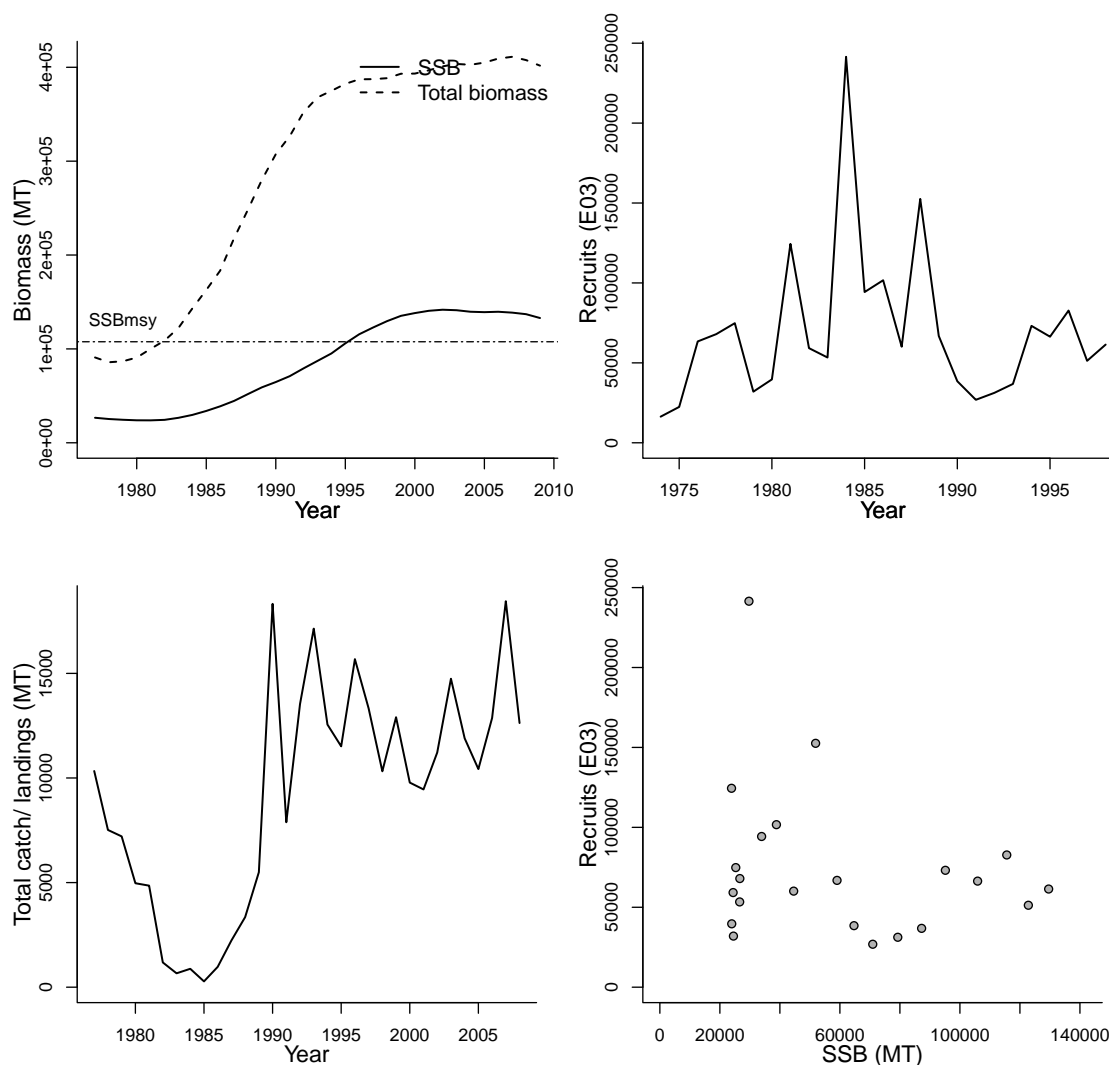 4e+05
3e+05
2e+05
1e+05
0e+00
Biomass (MT)
SSB
Total biomass
SSBmsy
1980 1985 1990 1995 2000 2005 2010
Year
250000
200000
150000
100000
50000
0
Recruits (E03)
1975 1980 1985 1990 1995
Year
15000
10000
5000
0
Total catch/ landings (MT)
1980 1985 1990 1995 2000 2005
Year
250000
200000
150000
100000
50000
0
Recruits (E03)
0 20000 60000 100000 140000
SSB (MT)